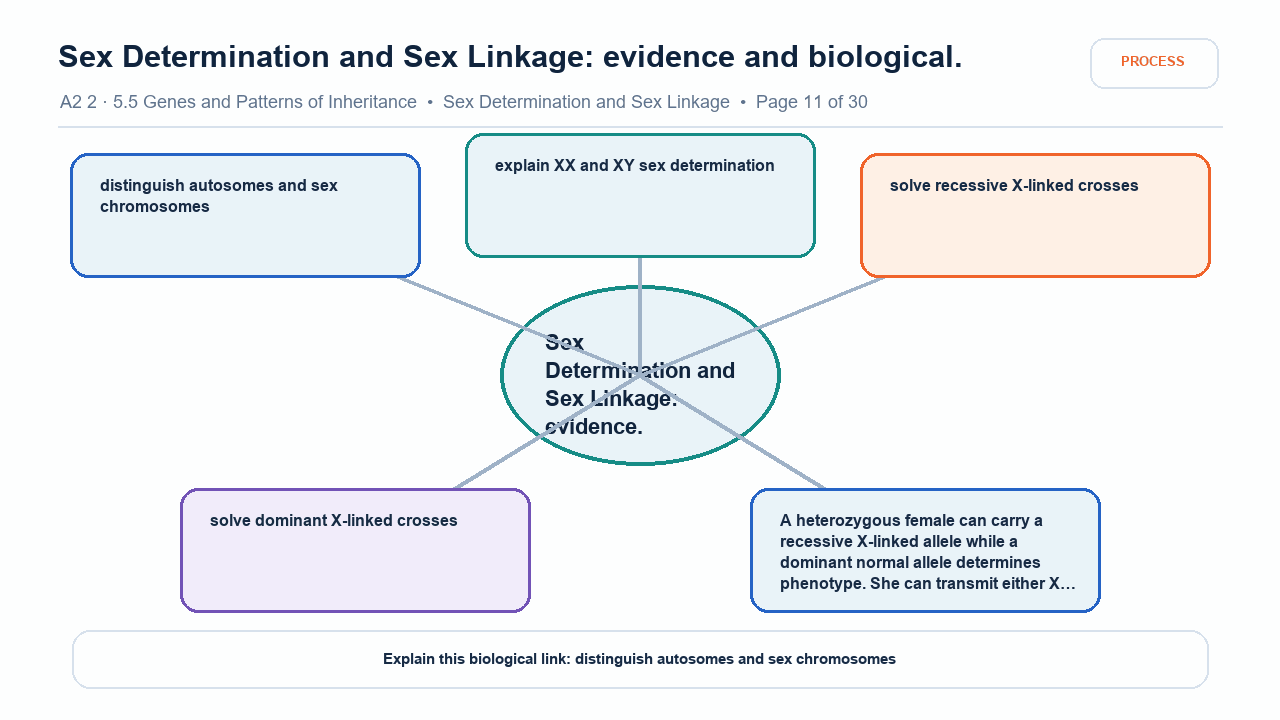 Sex Determination and Sex Linkage: evidence and biological.
PROCESS
A2 2 · 5.5 Genes and Patterns of Inheritance • Sex Determination and Sex Linkage • Page 11 of 30
distinguish autosomes and sex
chromosomes
explain XX and XY sex determination
solve recessive X-linked crosses
Sex
Determination and
Sex Linkage:
evidence.
solve dominant X-linked crosses
A heterozygous female can carry a
recessive X-linked allele while a
dominant normal allele determines
phenotype. She can transmit either X…
Explain this biological link: distinguish autosomes and sex chromosomes